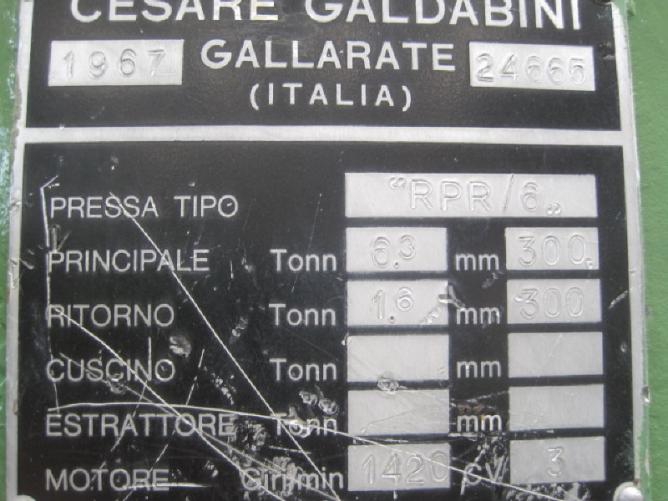 CESARE GALDABINI
1967 GALLARATE 24665
(ITALIA)
PRESSA TIPO "RPR/6"
PRINCIPALE Tonn 6.3 mm 300.
RITORNO Tonn 1.6 mm 300
CUSCINO Tonn mm
ESTRATTORE Tonn mm
MOTORE Giri/min 1420 CV 3